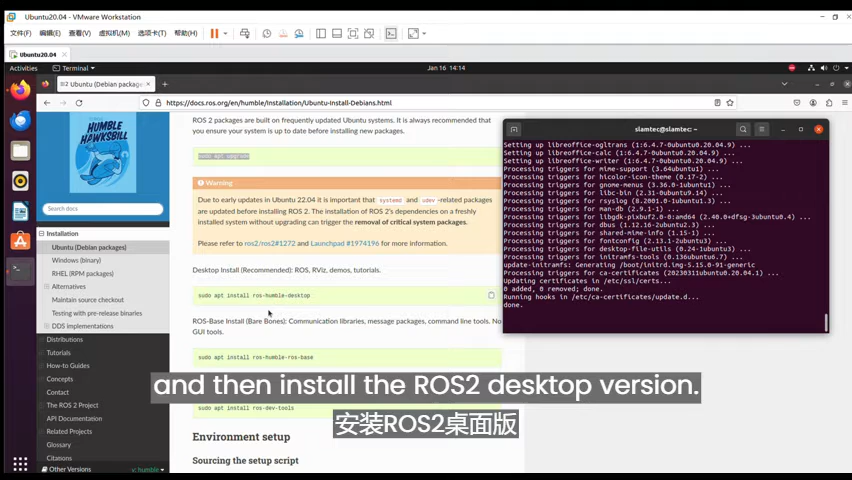 Ubuntu20.04 - VMware Workstation
文件(F) 编辑(E) 查看(V) 虚拟机(M) 选项卡(T) 帮助(H)
Ubuntu20.04
Activities Terminal Jan 16 14:14
Ubuntu (Debian package
https://docs.ros.org/en/humble/Installation/Ubuntu-Install-Debians.html
HUMBLE
HAWKSBILL
Search docs
Installation
Ubuntu (Debian packages)
Windows (binary)
RHEL (RPM packages)
Alternatives
Maintain source checkout
Testing with pre-release binaries
DDS implementations
Distributions
Tutorials
How-to Guides
Concepts
Contact
The ROS 2 Project
API Documentation
Related Projects
Glossary
Citations
Other Versions v: humble
ROS 2 packages are built on frequently updated Ubuntu systems. It is always recommended
that you ensure your system is up to date before installing new packages.
sudo apt upgrade
Warning
Due to early updates in Ubuntu 22.04 it is important that systemd and udev-related packages
are updated before installing ROS 2. The installation of ROS 2's dependencies on a freshly
installed system without upgrading can trigger the removal of critical system packages.
Please refer to ros2/ros2#1272 and Launchpad #1974196 for more information.
Desktop Install (Recommended): ROS, RViz, demos, tutorials.
sudo apt install ros-humble-desktop
ROS-Base Install (Bare Bones): Communication libraries, message packages, command line tools. No
GUI tools.
sudo apt install ros-humble-ros-base
sudo apt install ros-dev-tools
Environment setup
Sourcing the setup script
slamtec@slamtec: ~
Setting up libreoffice-ogltrans (1:6.4.7-0ubuntu0.20.04.9) ...
Setting up libreoffice-calc (1:6.4.7-0ubuntu0.20.04.9) ...
Setting up libreoffice-writer (1:6.4.7-0ubuntu0.20.04.9) ...
Processing triggers for mime-support (3.64ubuntu1) ...
Processing triggers for hicolor-icon-theme (0.17-2) ...
Processing triggers for gnome-menus (3.36.0-1ubuntu1) ...
Processing triggers for libc-bin (2.31-0ubuntu9.14) ...
Processing triggers for rsyslog (8.2001.0-1ubuntu1.3) ...
Processing triggers for man-db (2.9.1-1) ...
Processing triggers for libgdk-pixbuf2.0-0:amd64 (2.40.0+dfsg-3ubuntu0.4) ...
Processing triggers for dbus (1.12.16-2ubuntu2.3) ...
Processing triggers for shared-mime-info (1.15-1) ...
Processing triggers for fontconfig (2.13.1-2ubuntu3) ...
Processing triggers for desktop-file-utils (0.24-1ubuntu3) ...
Processing triggers for initramfs-tools (0.136ubuntu6.7) ...
update-initramfs: Generating /boot/initrd.img-5.15.0-91-generic
Processing triggers for ca-certificates (20230311ubuntu0.20.04.1) ...
Updating certificates in /etc/ssl/certs...
0 added, 0 removed; done.
Running hooks in /etc/ca-certificates/update.d...
done.
and then install the ROS2 desktop version.
安装ROS2桌面版